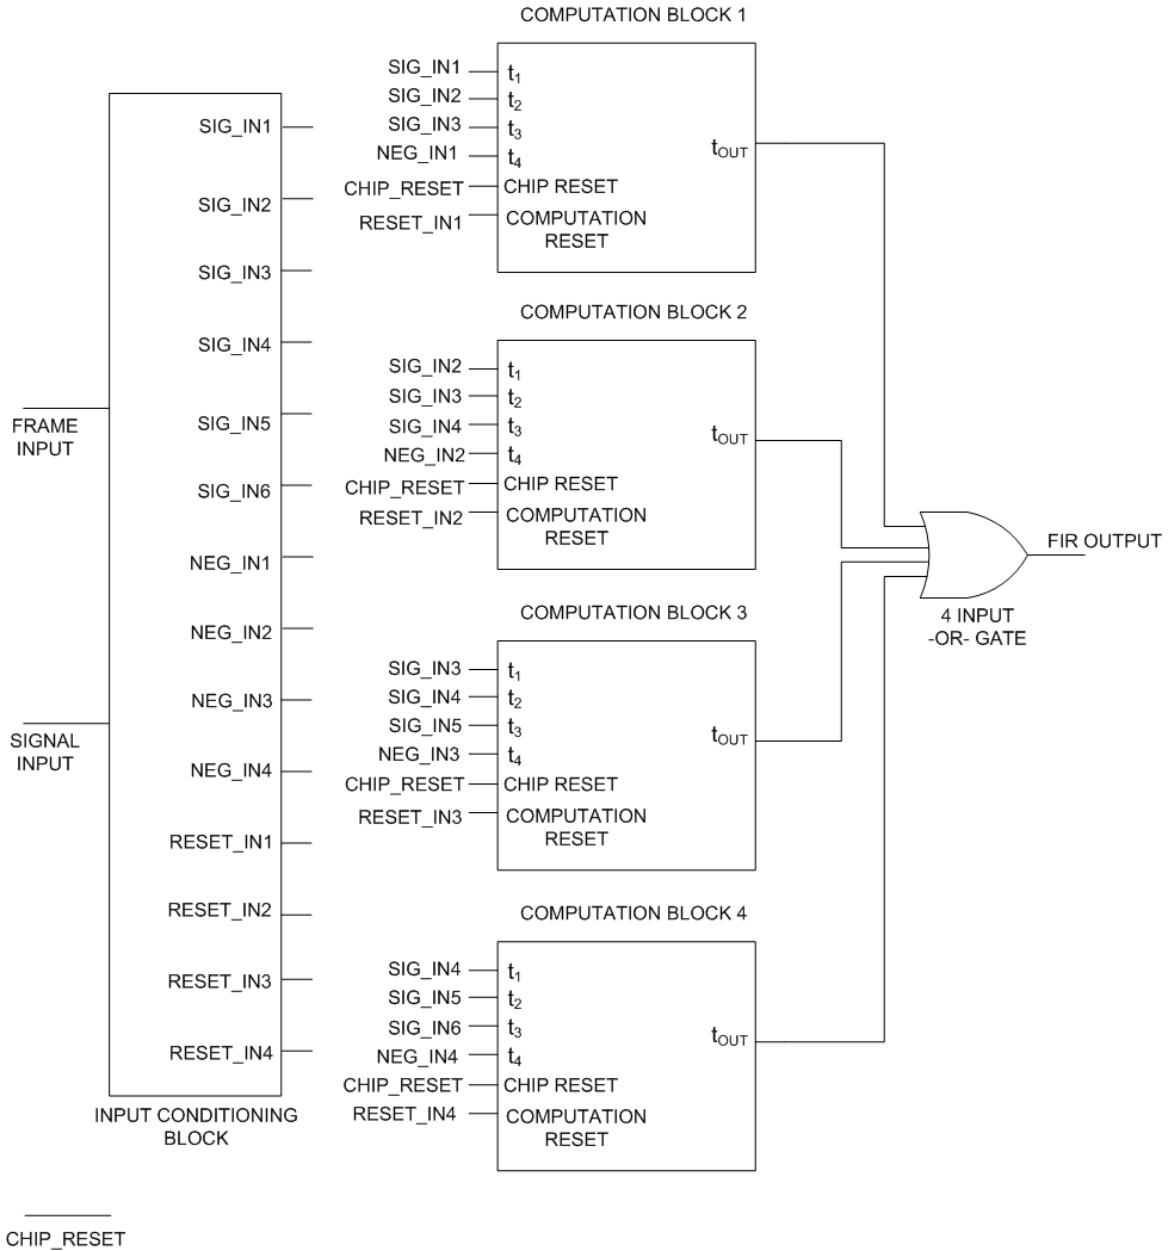 COMPUTATION BLOCK 1
SIG_IN1
SIG_IN2
SIG_IN3
NEG_IN1
CHIP_RESET
RESET_IN1
t1
t2
t3
t4
CHIP RESET
COMPUTATION
RESET
tOUT
SIG_IN1
SIG_IN2
SIG_IN3
SIG_IN4
SIG_IN5
SIG_IN6
NEG_IN1
NEG_IN2
NEG_IN3
NEG_IN4
RESET_IN1
RESET_IN2
RESET_IN3
RESET_IN4
FRAME
INPUT
SIGNAL
INPUT
INPUT CONDITIONING
BLOCK
CHIP_RESET
COMPUTATION BLOCK 2
SIG_IN2
SIG_IN3
SIG_IN4
NEG_IN2
CHIP_RESET
RESET_IN2
t1
t2
t3
t4
CHIP RESET
COMPUTATION
RESET
tOUT
COMPUTATION BLOCK 3
SIG_IN3
SIG_IN4
SIG_IN5
NEG_IN3
CHIP_RESET
RESET_IN3
t1
t2
t3
t4
CHIP RESET
COMPUTATION
RESET
tOUT
COMPUTATION BLOCK 4
SIG_IN4
SIG_IN5
SIG_IN6
NEG_IN4
CHIP_RESET
RESET_IN4
t1
t2
t3
t4
CHIP RESET
COMPUTATION
RESET
tOUT
FIR OUTPUT
4 INPUT
-OR- GATE